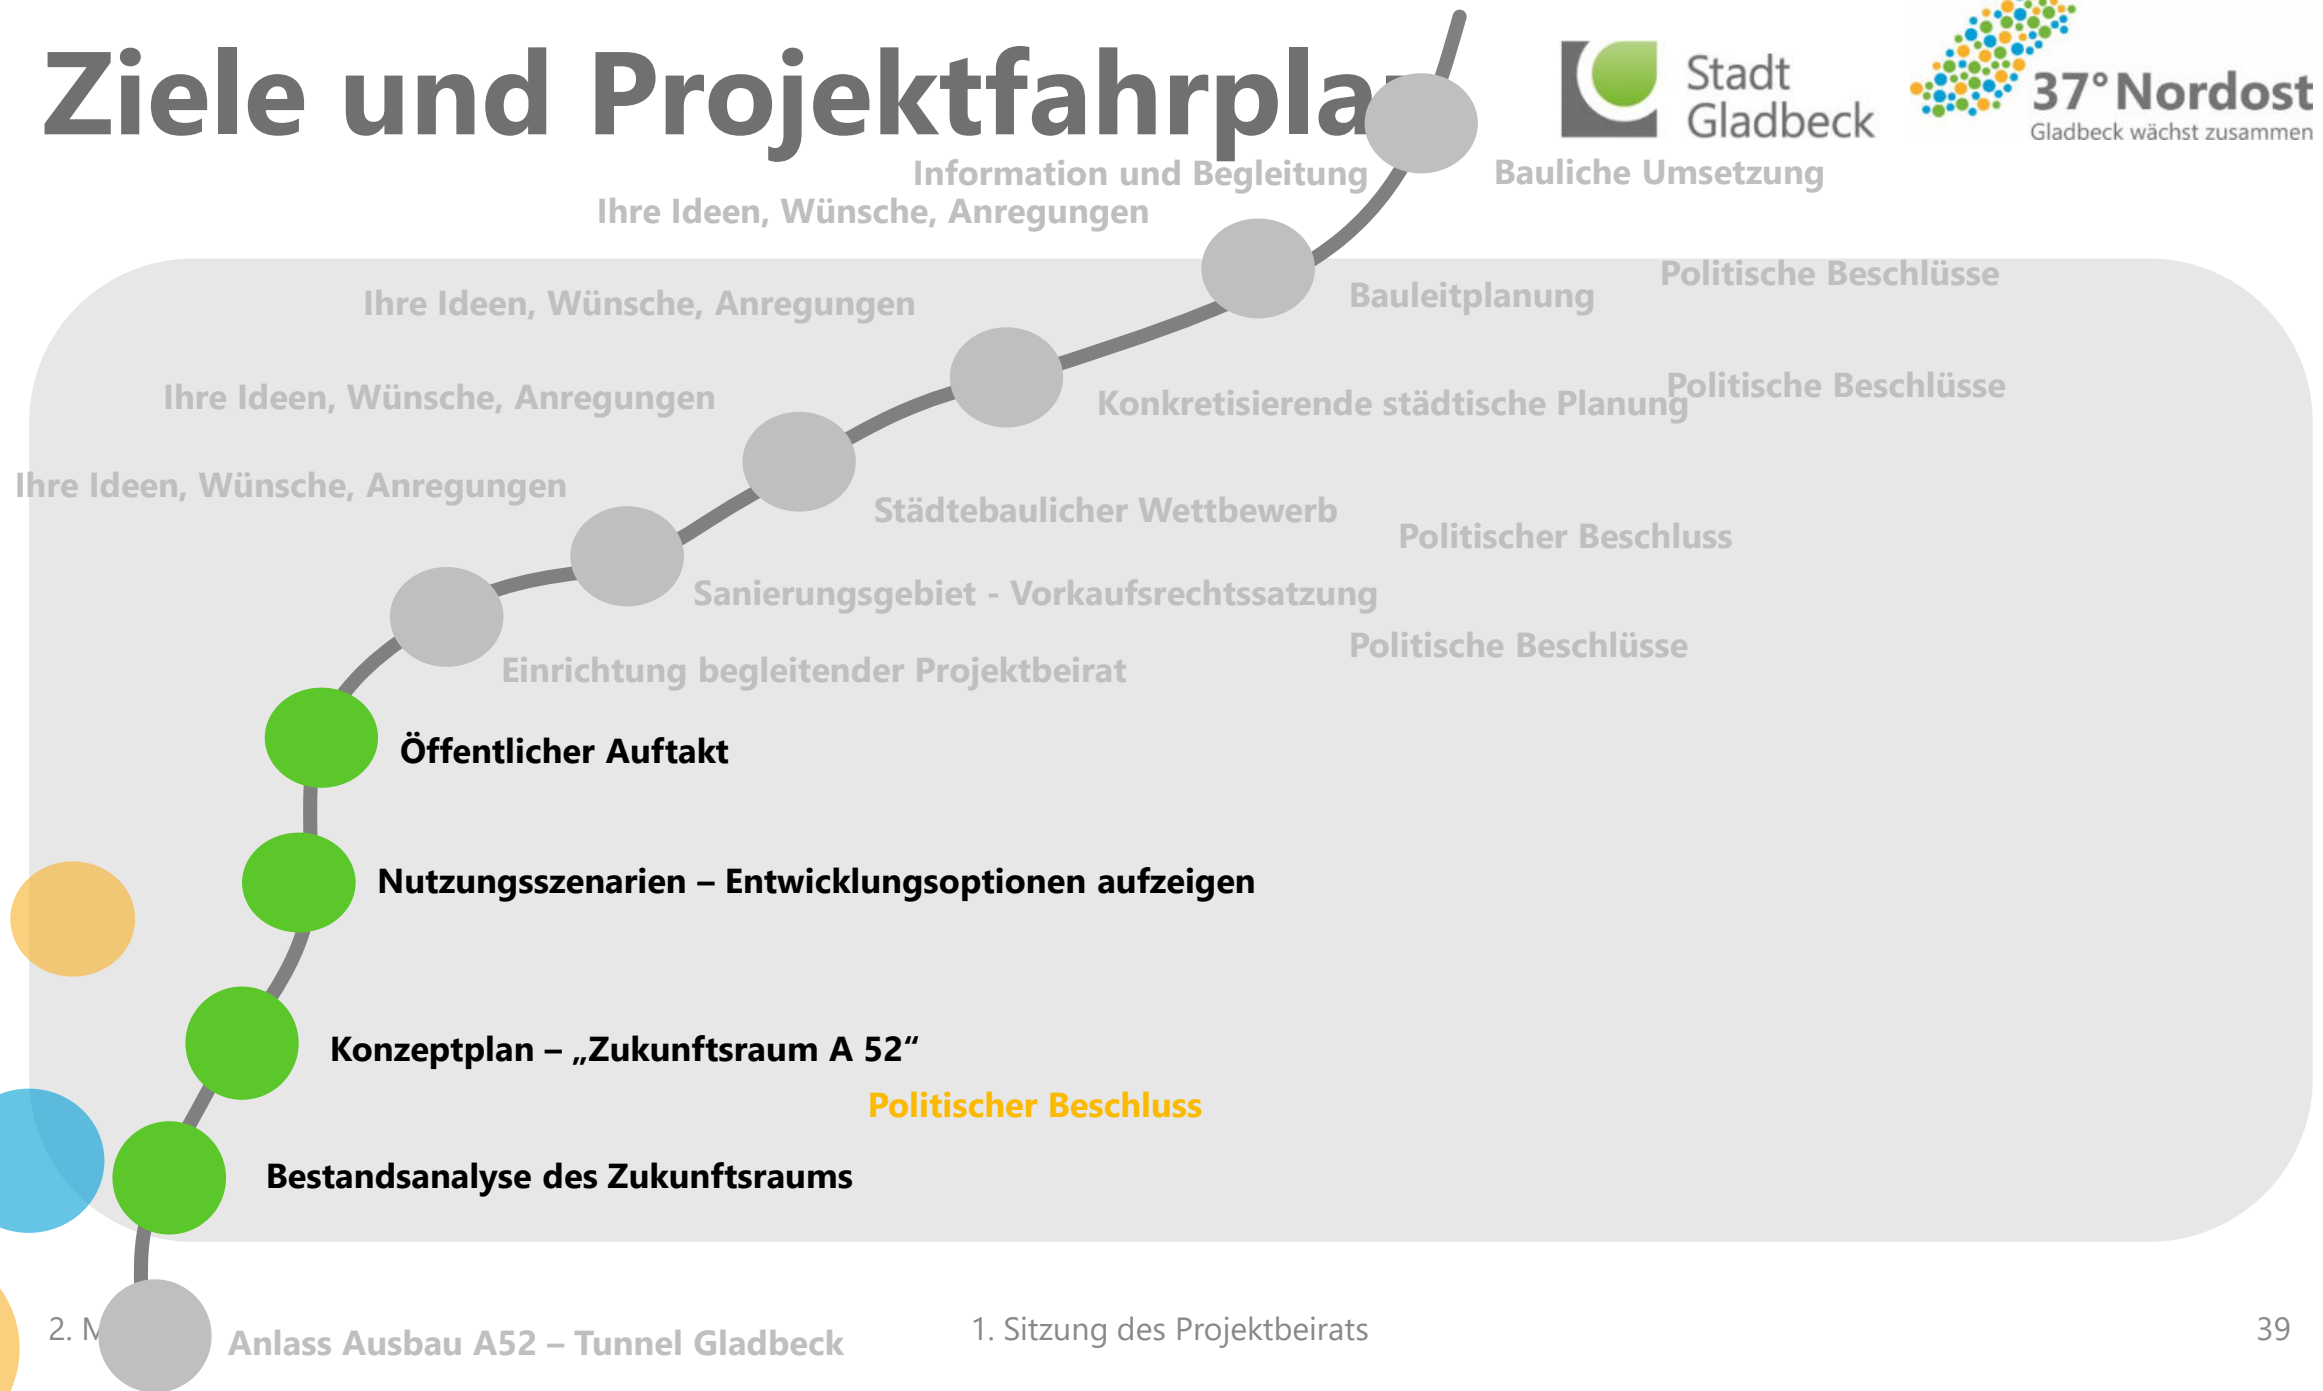 Ziele und Projektfahrplan
Stadt
Gladbeck
37° Nordost
Gladbeck wächst zusammen
Information und Begleitung
Bauliche Umsetzung
Ihre Ideen, Wünsche, Anregungen
Politische Beschlüsse
Ihre Ideen, Wünsche, Anregungen
Bauleitplanung
Politische Beschlüsse
Ihre Ideen, Wünsche, Anregungen
Konkretisierende städtische Planung
Ihre Ideen, Wünsche, Anregungen
Städtebaulicher Wettbewerb
Politischer Beschluss
Sanierungsgebiet - Vorkaufsrechtssatzung
Politische Beschlüsse
Einrichtung begleitender Projektbeirat
Öffentlicher Auftakt
Nutzungsszenarien – Entwicklungsoptionen aufzeigen
Konzeptplan – „Zukunftsraum A 52“
Politischer Beschluss
Bestandsanalyse des Zukunftsraums
2.
1. Sitzung des Projektbeirats
39
Anlass Ausbau A52 – Tunnel Gladbeck